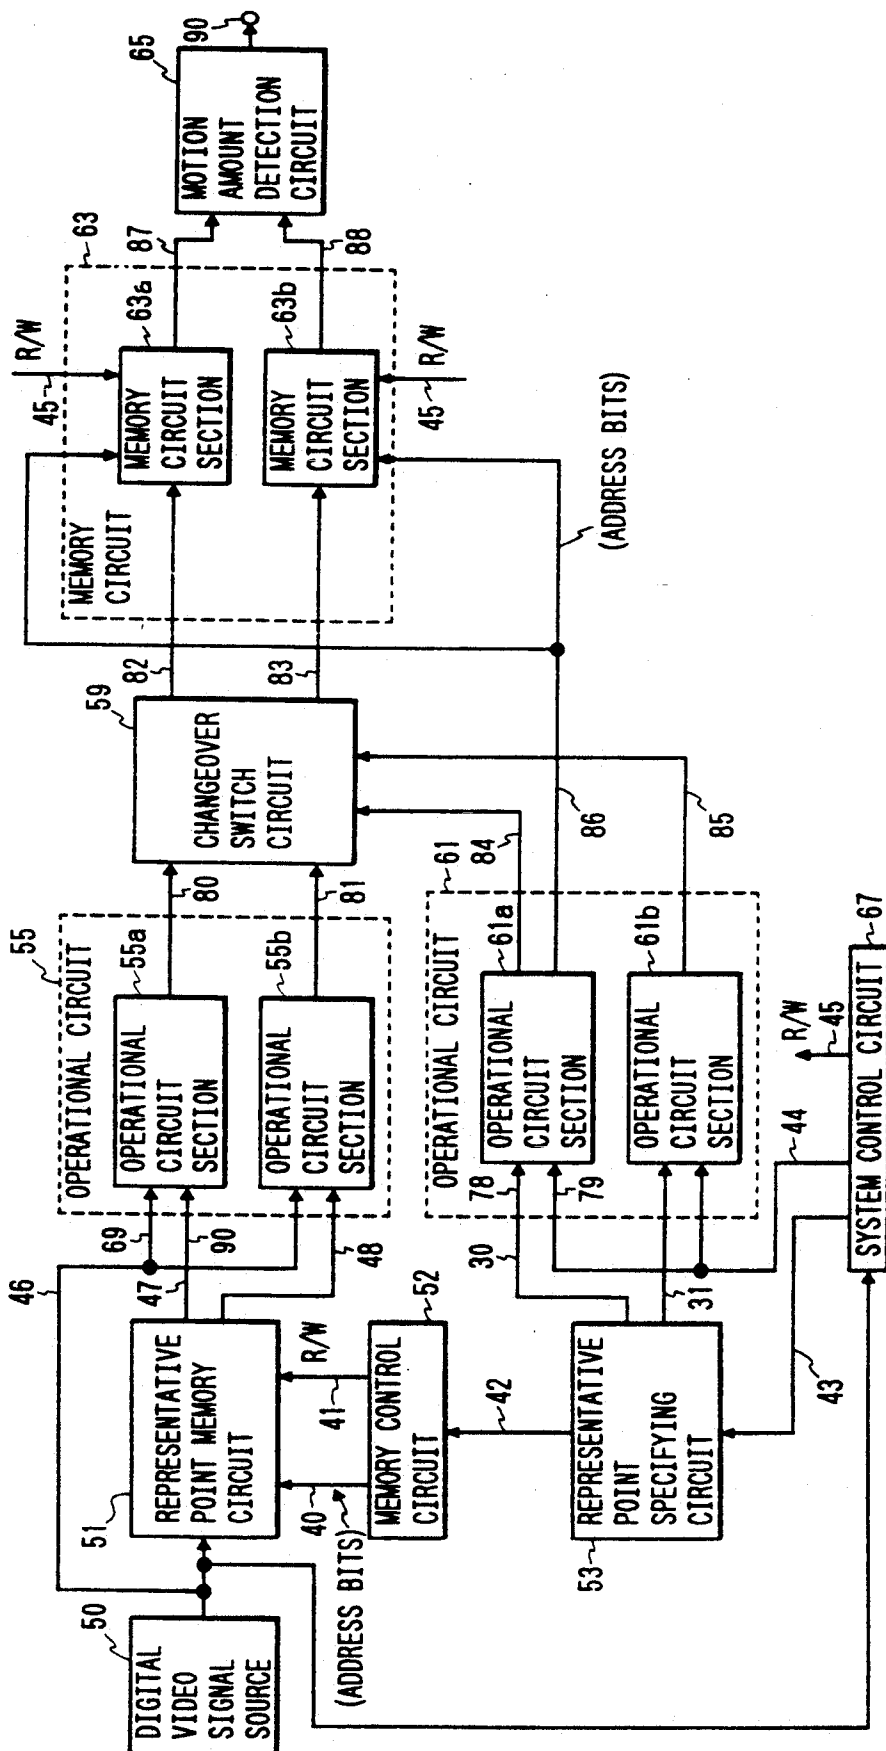 50
DIGITAL
VIDEO
SIGNAL
SOURCE
46
51
REPRESENTATIVE
POINT MEMORY
CIRCUIT
69
47
90
48
40
(ADDRESS BITS)
41
R/W
52
MEMORY CONTROL
CIRCUIT
42
53
REPRESENTATIVE
POINT
SPECIFYING
CIRCUIT
43
30
31
55
OPERATIONAL CIRCUIT
55a
OPERATIONAL
CIRCUIT
SECTION
55b
OPERATIONAL
CIRCUIT
SECTION
80
81
61
OPERATIONAL CIRCUIT
78
79
61a
OPERATIONAL
CIRCUIT
SECTION
61b
OPERATIONAL
CIRCUIT
SECTION
84
86
85
44
R/W
45
67
SYSTEM CONTROL CIRCUIT
59
CHANGEOVER
SWITCH
CIRCUIT
82
83
63
MEMORY
CIRCUIT
45
R/W
63a
MEMORY
CIRCUIT
SECTION
63b
MEMORY
CIRCUIT
SECTION
45
R/W
(ADDRESS BITS)
87
88
65
MOTION
AMOUNT
DETECTION
CIRCUIT
90